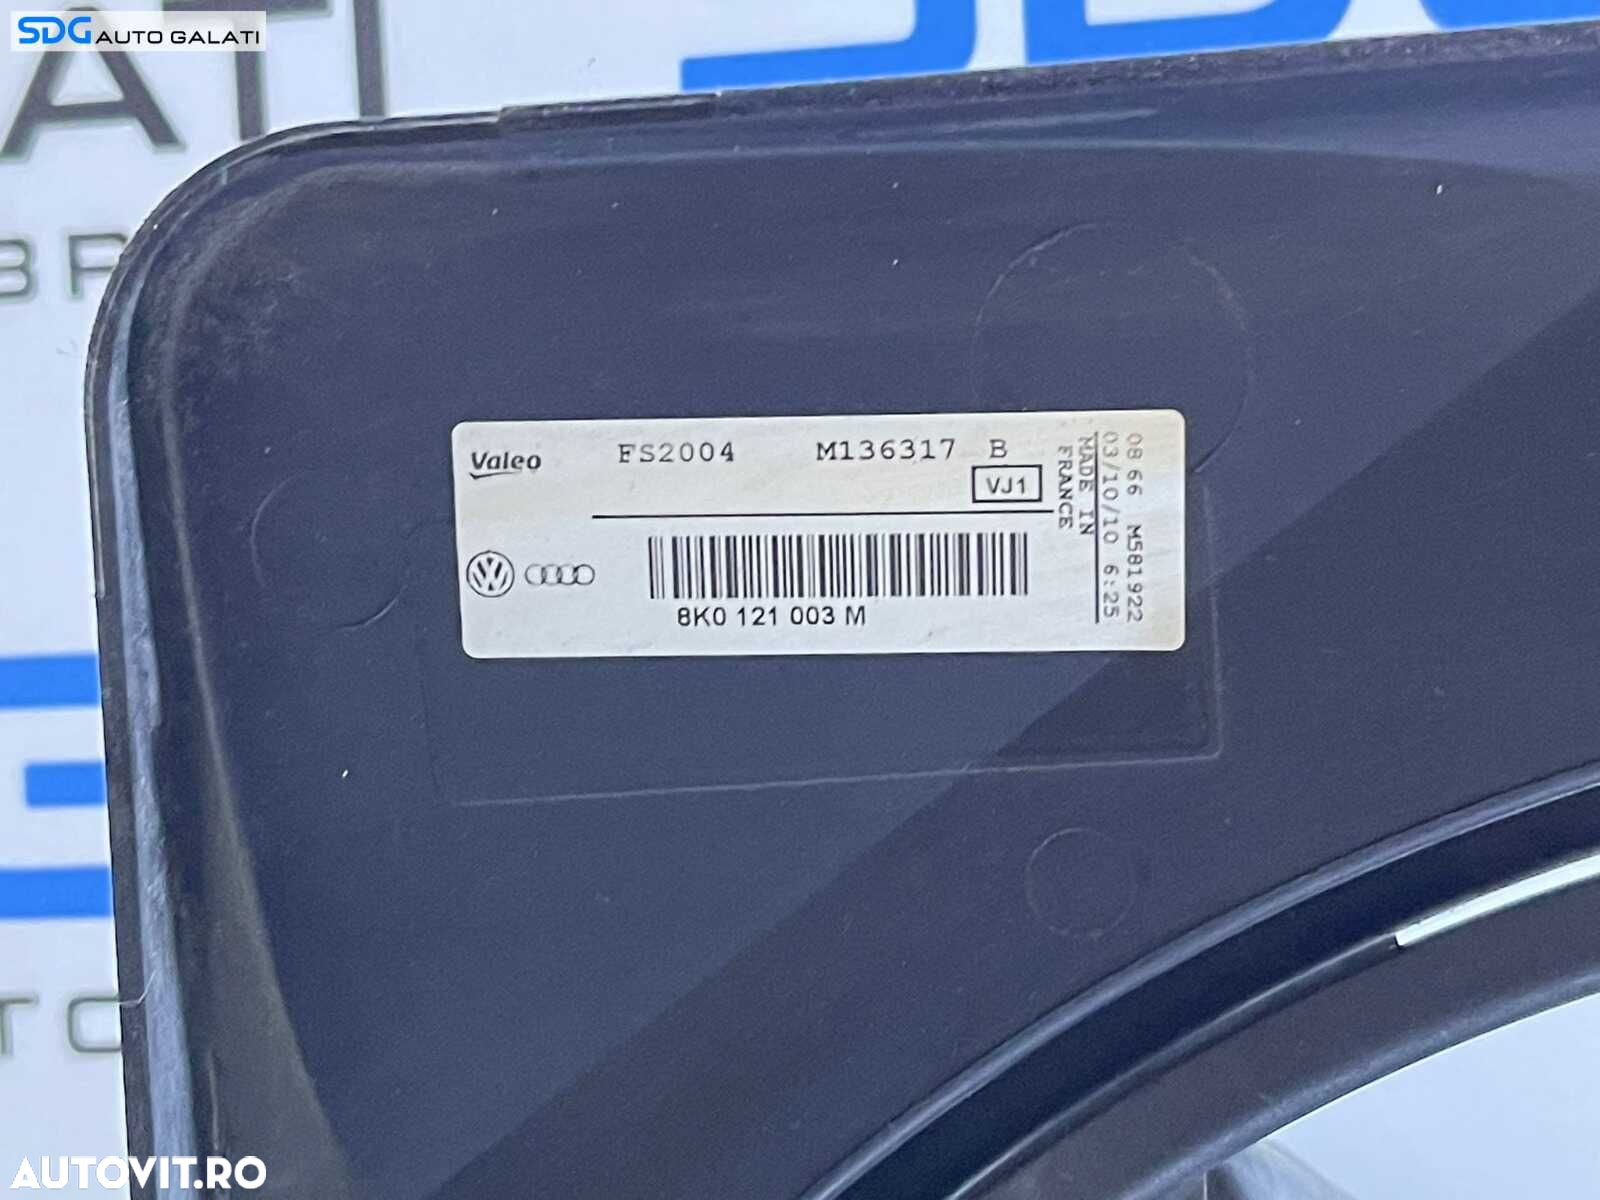 SDG AUTO GALATI
Valeo FS2004 M136317 B
VJ1
8K0 121 003 M
MADE IN
FRANCE
03/10/10 6:25
08 66 M581922
AUTOVIT.RO